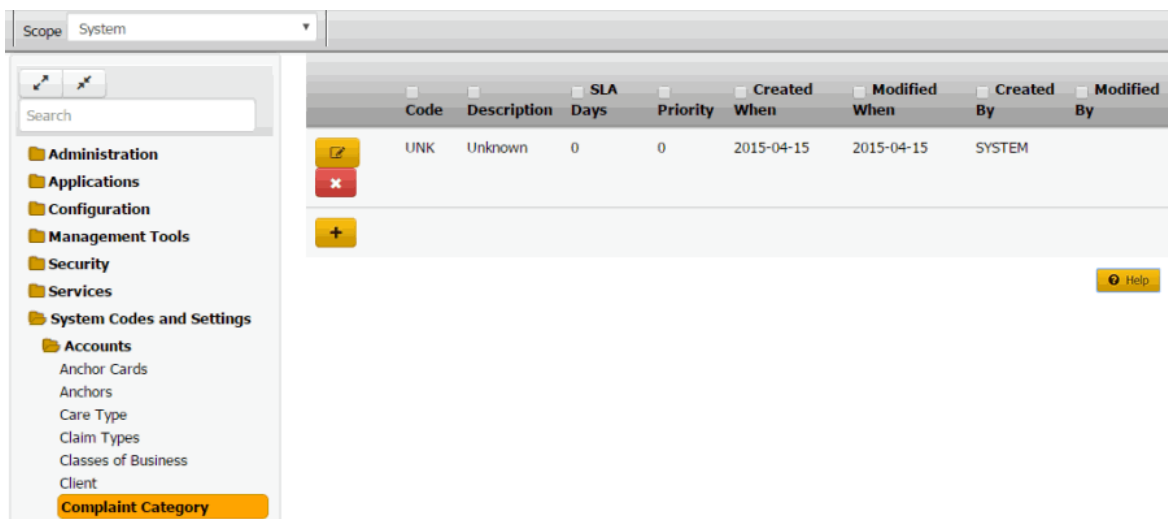 Scope System
Search
Administration
Applications
Configuration
Management Tools
Security
Services
System Codes and Settings
Accounts
Anchor Cards
Anchors
Care Type
Claim Types
Classes of Business
Client
Complaint Category
Code Description SLA Days Priority Created When Modified When Created By Modified By
UNK Unknown 0 0 2015-04-15 2015-04-15 SYSTEM
Help